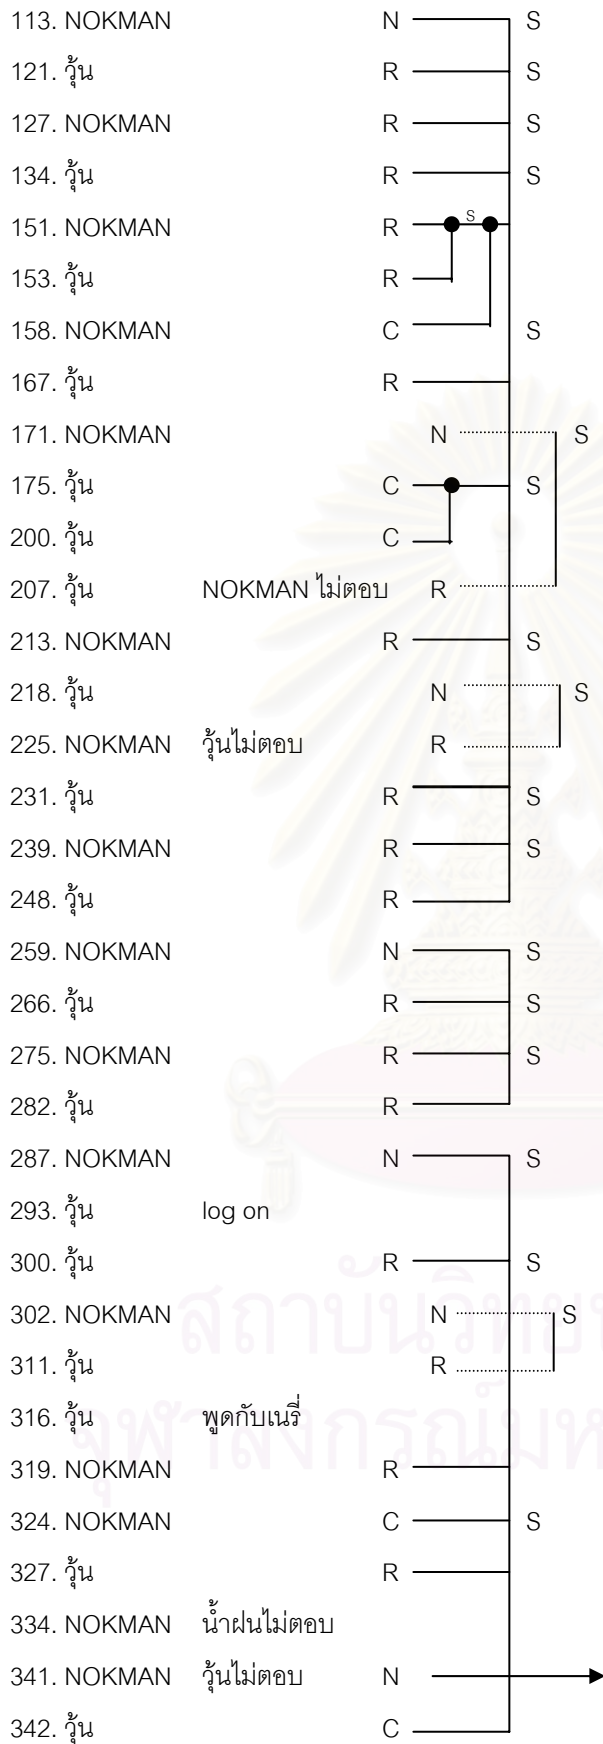 113. NOKMAN N S
121. วุ้น R S
127. NOKMAN R S
134. วุ้น R S
151. NOKMAN R S
153. วุ้น R
158. NOKMAN C S
167. วุ้น R
171. NOKMAN N S
175. วุ้น C S
200. วุ้น C
207. วุ้น NOKMAN ไม่ตอบ R
213. NOKMAN R S
218. วุ้น N S
225. NOKMAN วุ้นไม่ตอบ R
231. วุ้น R S
239. NOKMAN R S
248. วุ้น R
259. NOKMAN N S
266. วุ้น R S
275. NOKMAN R S
282. วุ้น R
287. NOKMAN N S
293. วุ้น log on
300. วุ้น R S
302. NOKMAN N S
311. วุ้น R
316. วุ้น พูดกับเนรี่
319. NOKMAN R
324. NOKMAN C S
327. วุ้น R
334. NOKMAN น้ำฝนไม่ตอบ
341. NOKMAN วุ้นไม่ตอบ N
342. วุ้น C